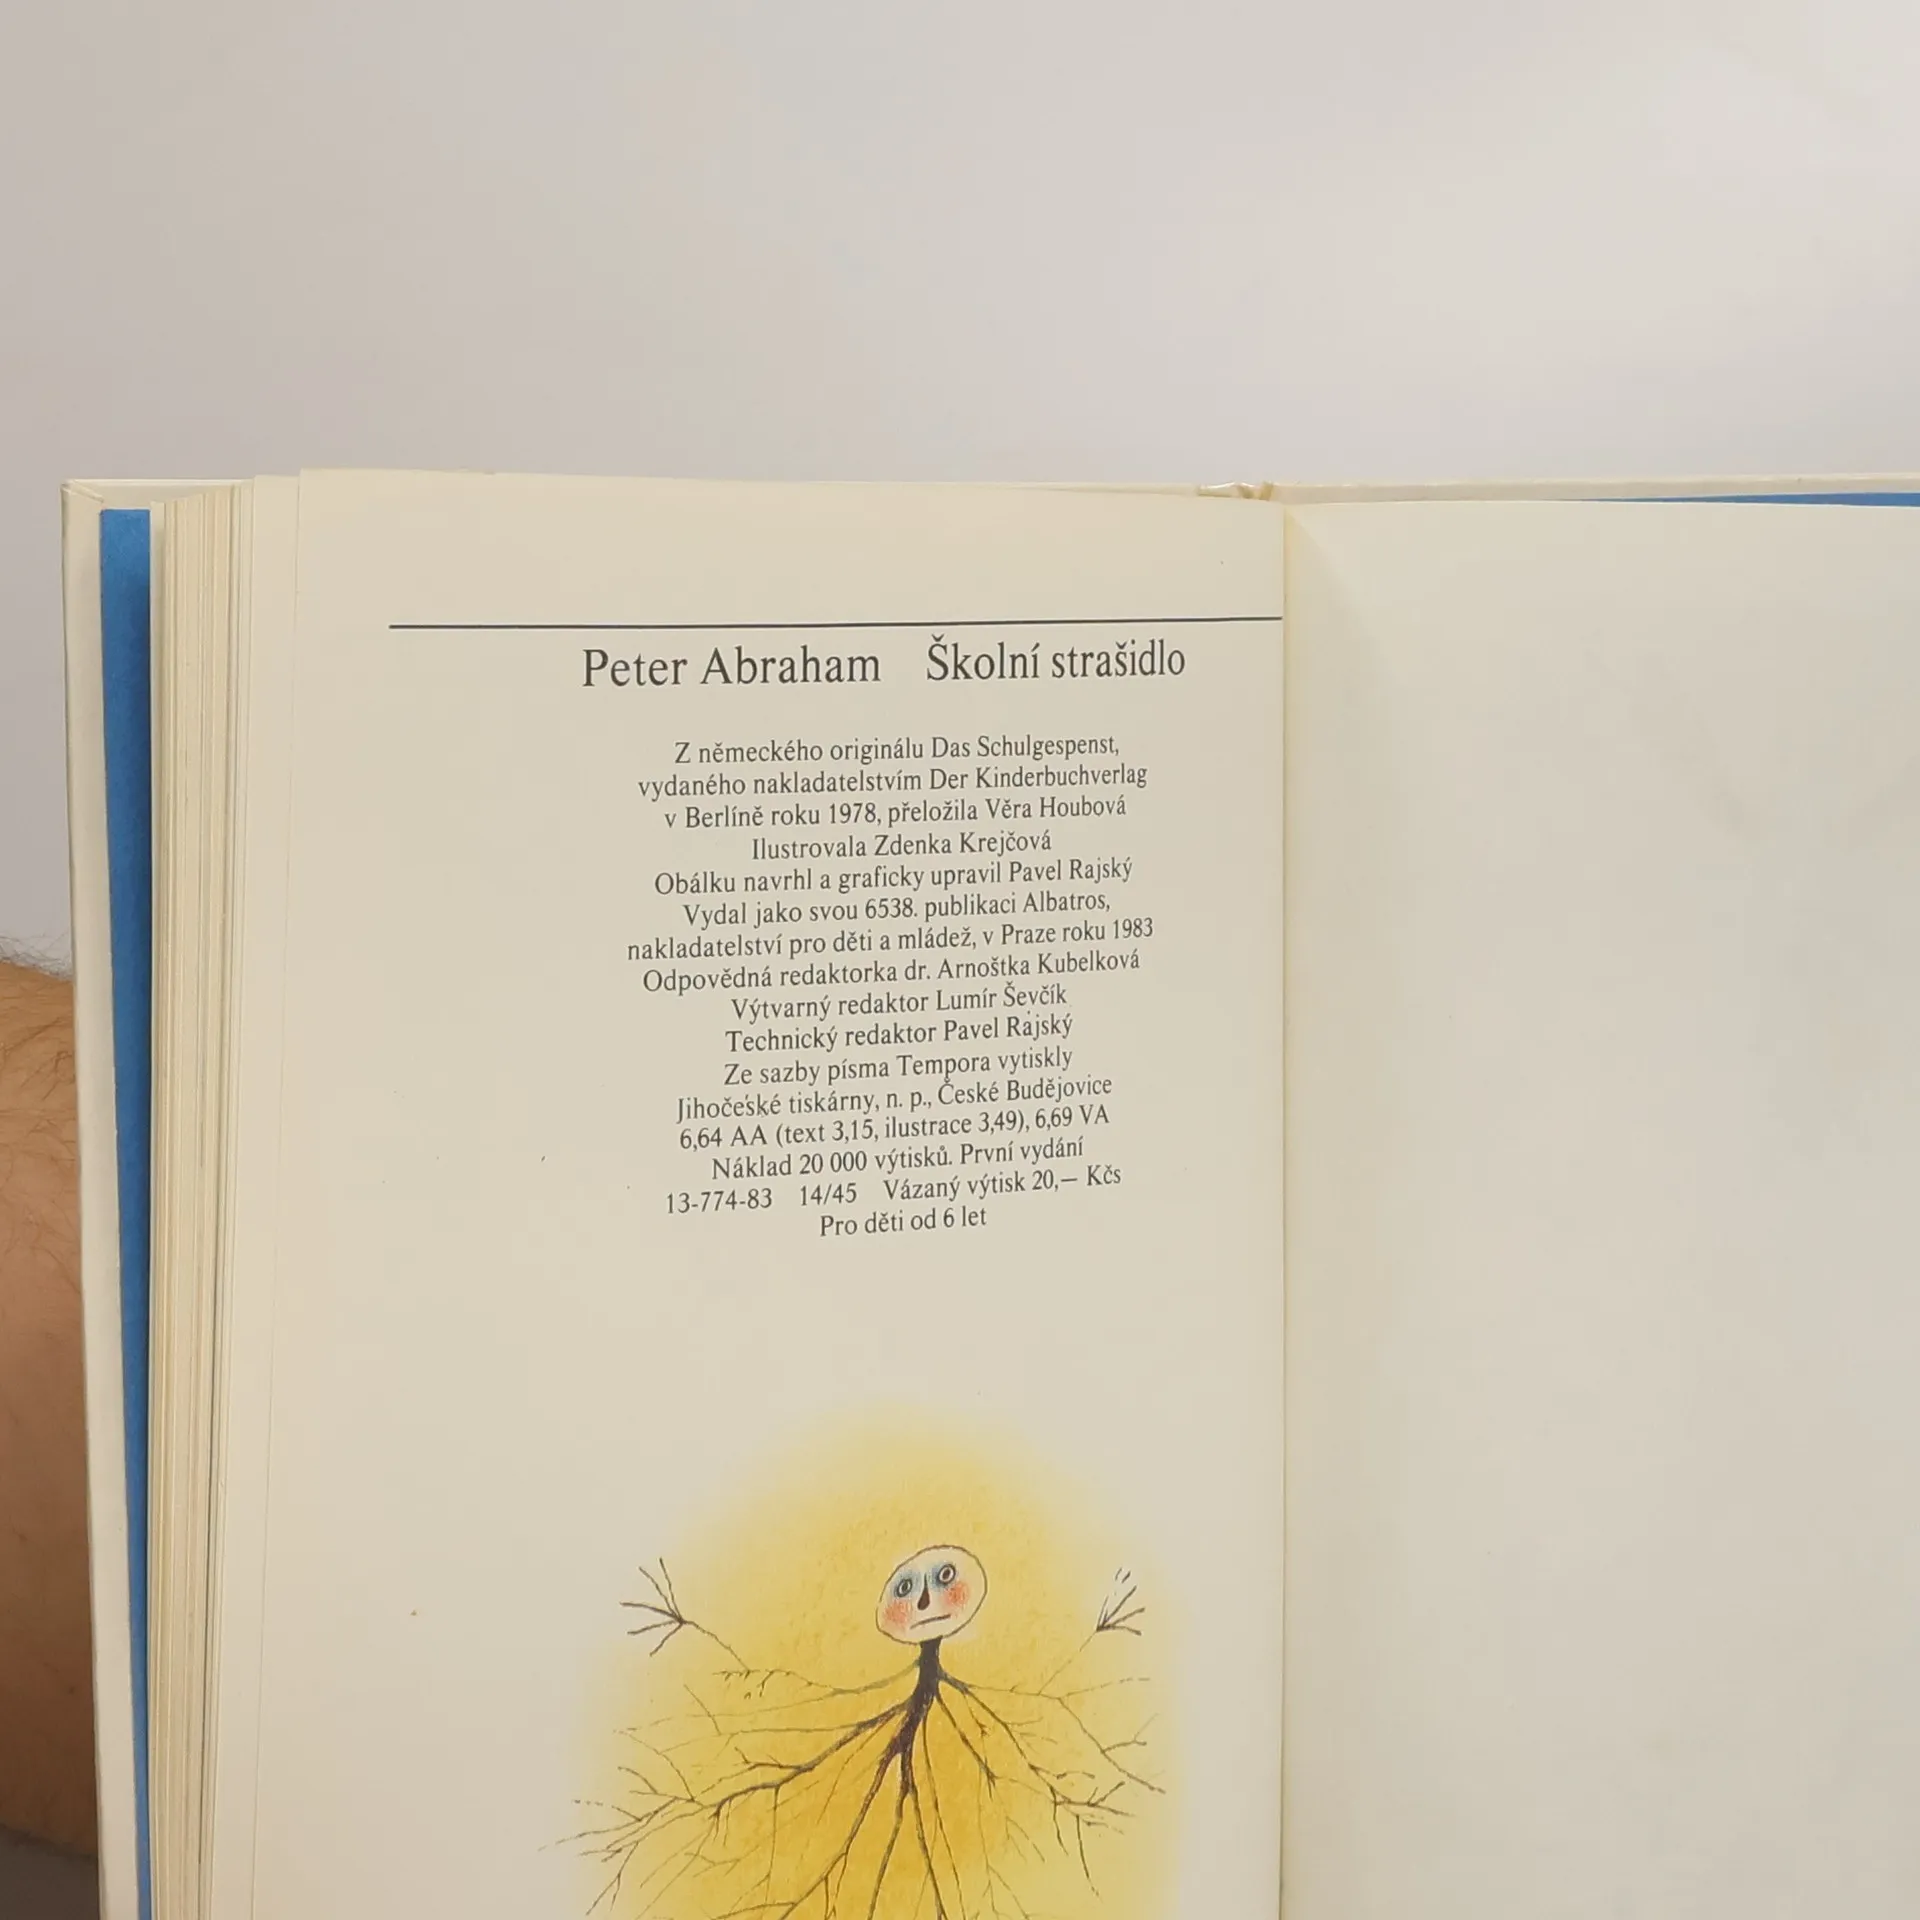 Peter Abraham Školní strašidlo
Z německého originálu Das Schulgespenst,
vydaného nakladatelstvím Der Kinderbuchverlag
v Berlíně roku 1978, přeložila Věra Houbová
Ilustrovala Zdenka Krejčová
Obálku navrhl a graficky upravil Pavel Rajský
Vydal jako svou 6538. publikaci Albatros,
nakladatelství pro děti a mládež, v Praze roku 1983
Odpovědná redaktorka dr. Arnoštka Kubelková
Výtvarný redaktor Lumír Ševčík
Technický redaktor Pavel Rajský
Ze sazby písma Tempora vytiskly
Jihočeské tiskárny, n. p., České Budějovice
6,64 AA (text 3,15, ilustrace 3,49), 6,69 VA
Náklad 20 000 výtisků. První vydání
13-774-83 14/45 Vázaný výtisk 20,— Kčs
Pro děti od 6 let